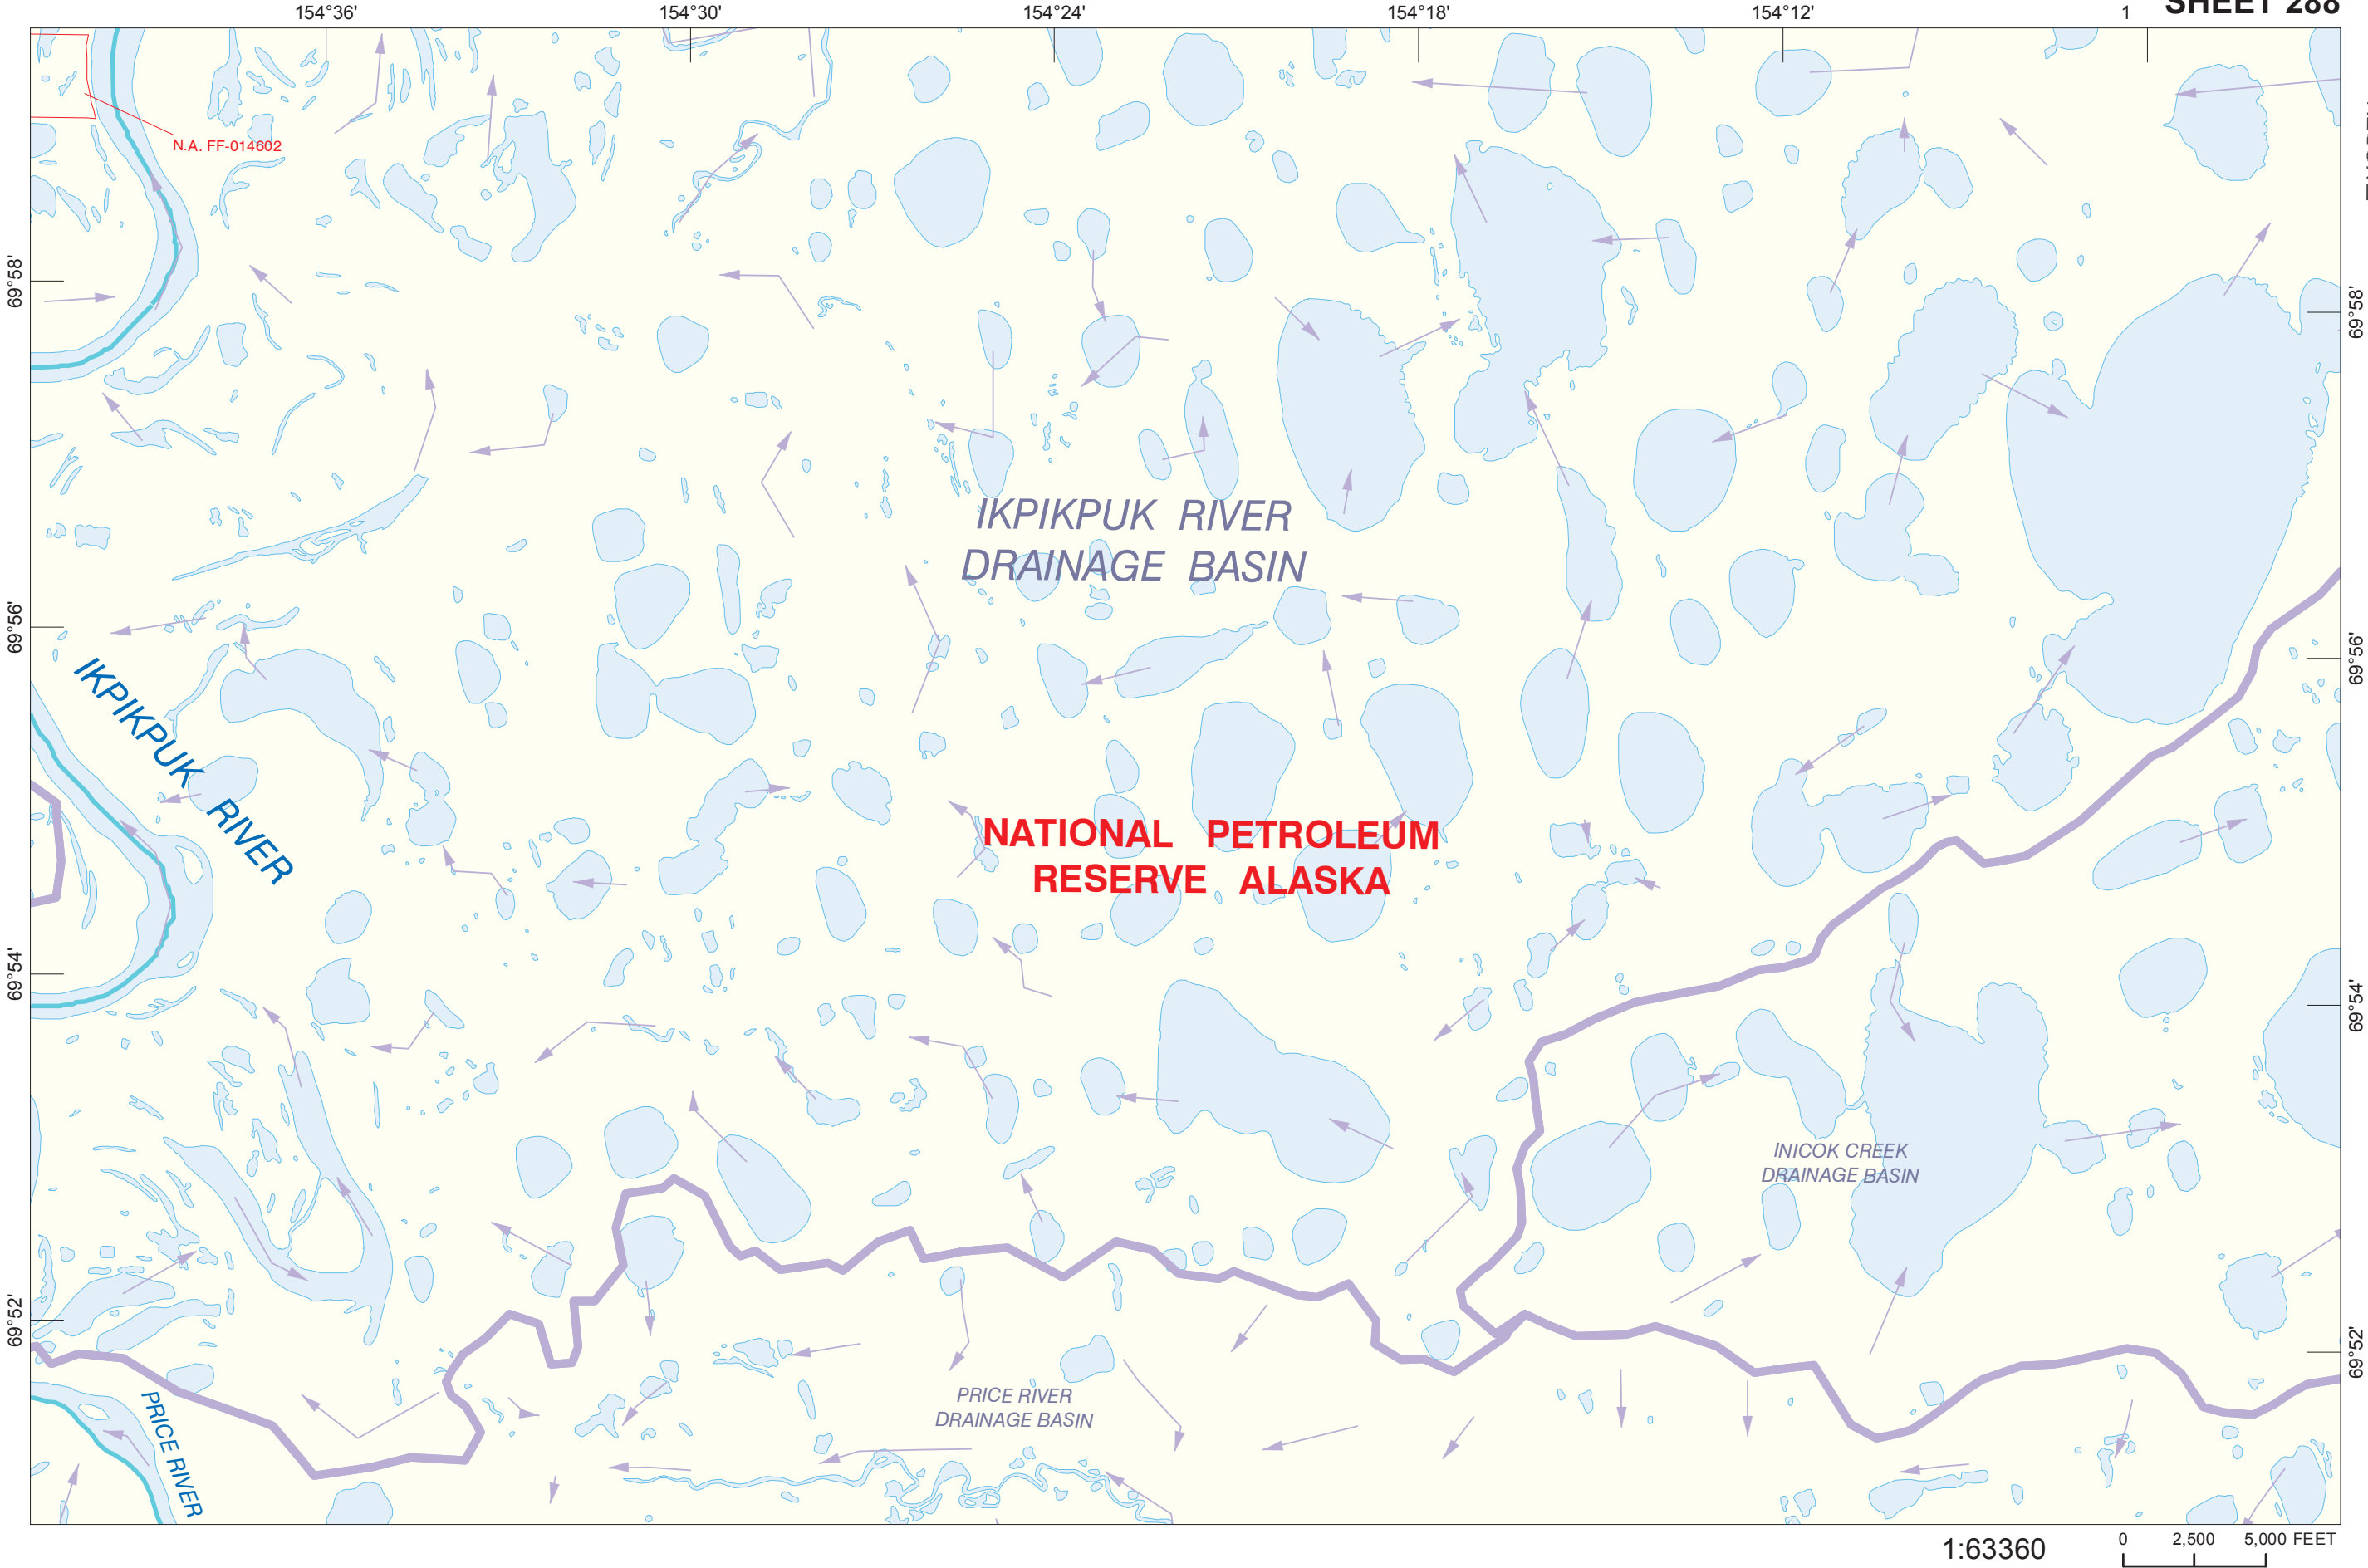 SHEET 288
154°36'
154°30'
154°24'
154°18'
154°12'
1
N.A. FF-014602
69°58'
69°58'
IKPIKPUK RIVER
DRAINAGE BASIN
69°56'
69°56'
IKPIKPUK RIVER
NATIONAL PETROLEUM
RESERVE ALASKA
69°54'
69°54'
INICOK CREEK
DRAINAGE BASIN
69°52'
69°52'
PRICE RIVER
DRAINAGE BASIN
PRICE RIVER
1:63360
0 2,500 5,000 FEET